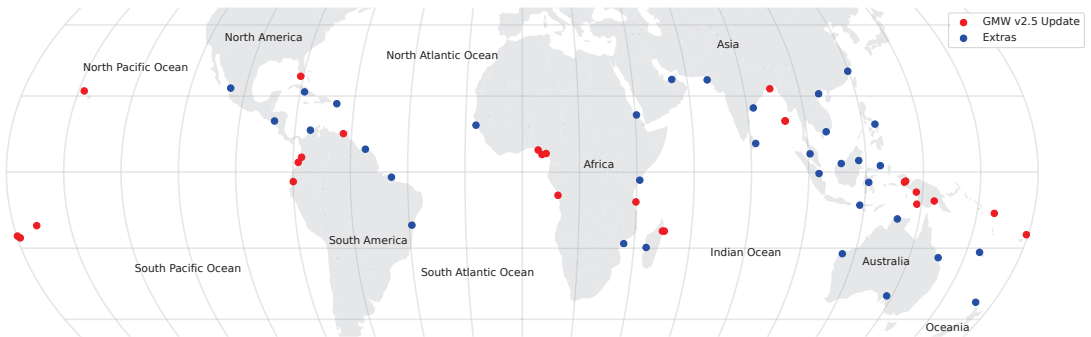 GMW v2.5 Update
Extras
North America
Asia
North Atlantic Ocean
North Pacific Ocean
Africa
South America
Indian Ocean
Australia
South Pacific Ocean
South Atlantic Ocean
Oceania